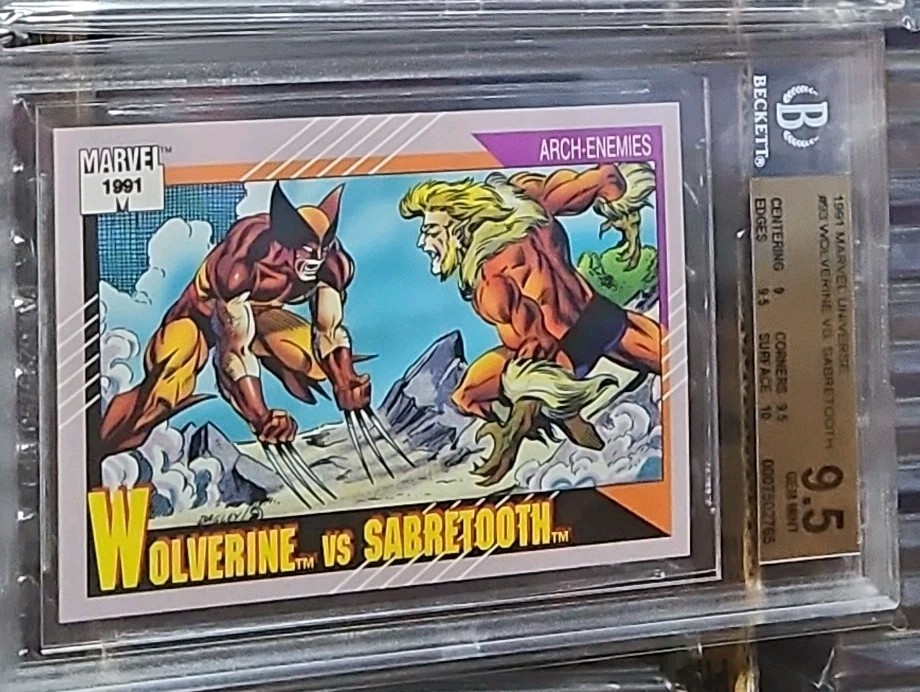 MARVEL™
1991
ARCH-ENEMIES
WOLVERINE™ VS SABRETOOTH™
B
BECKETT®
1991 MARVEL UNIVERSE
#93 WOLVERINE VS. SABRETOOTH
CENTERING 9 CORNERS 9.5
EDGES 9.5 SURFACE 10
9.5
GEM MINT